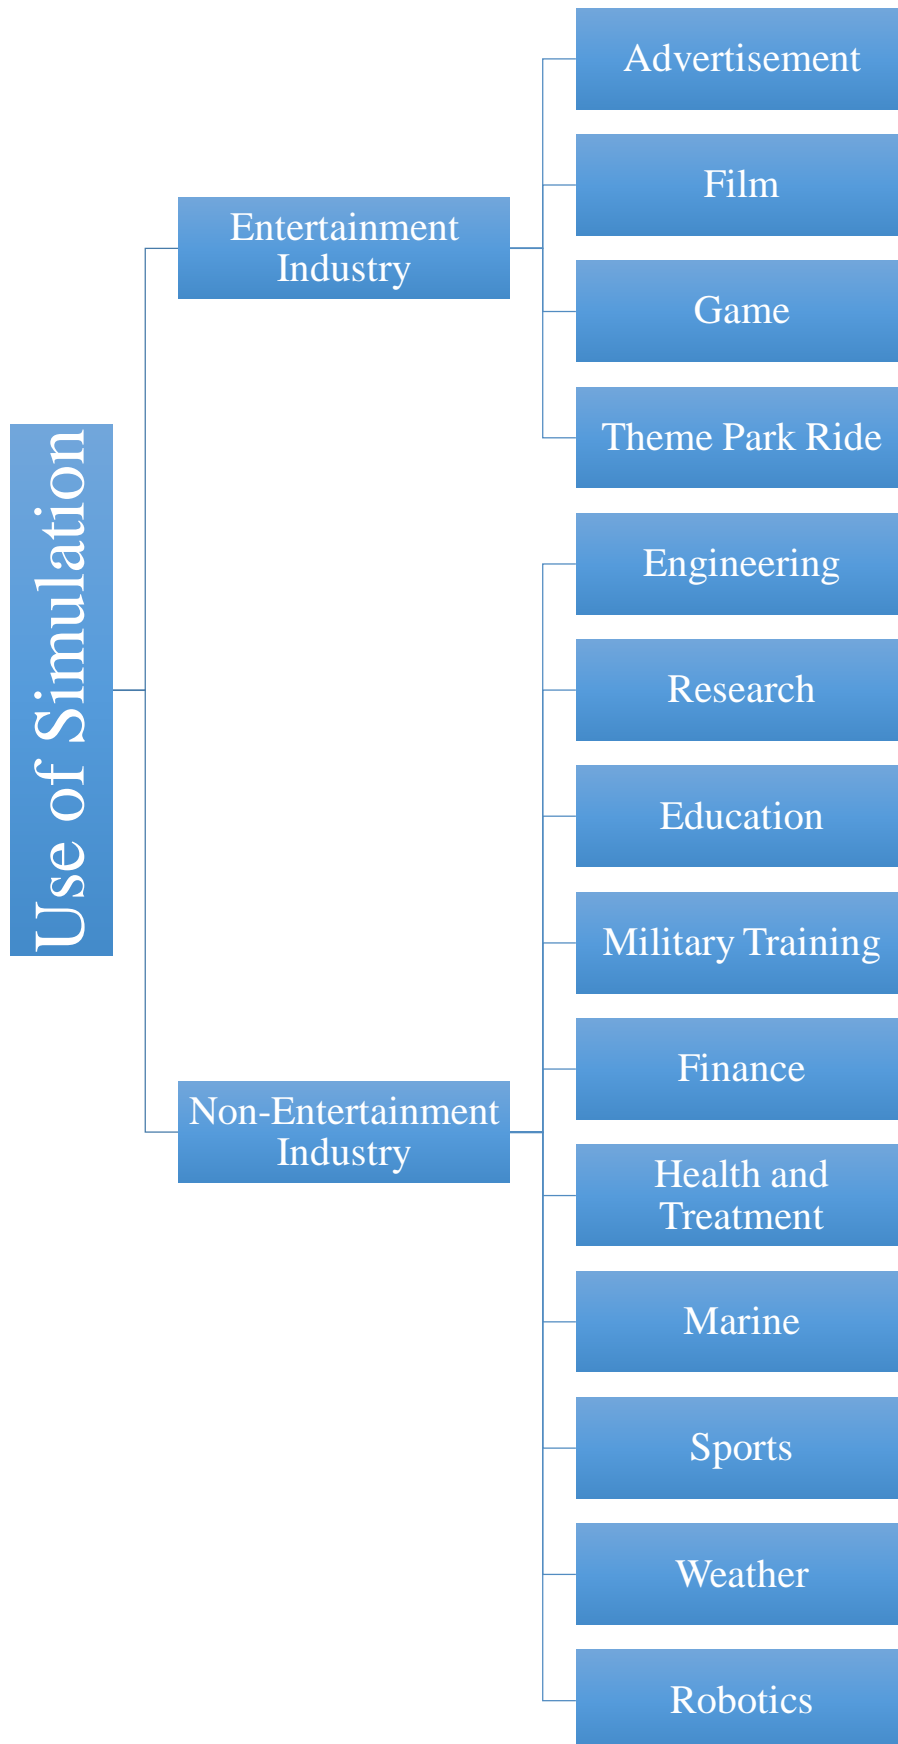 Use of Simulation
Entertainment
Industry
Advertisement
Film
Game
Theme Park Ride
Non-Entertainment
Industry
Engineering
Research
Education
Military Training
Finance
Health and
Treatment
Marine
Sports
Weather
Robotics